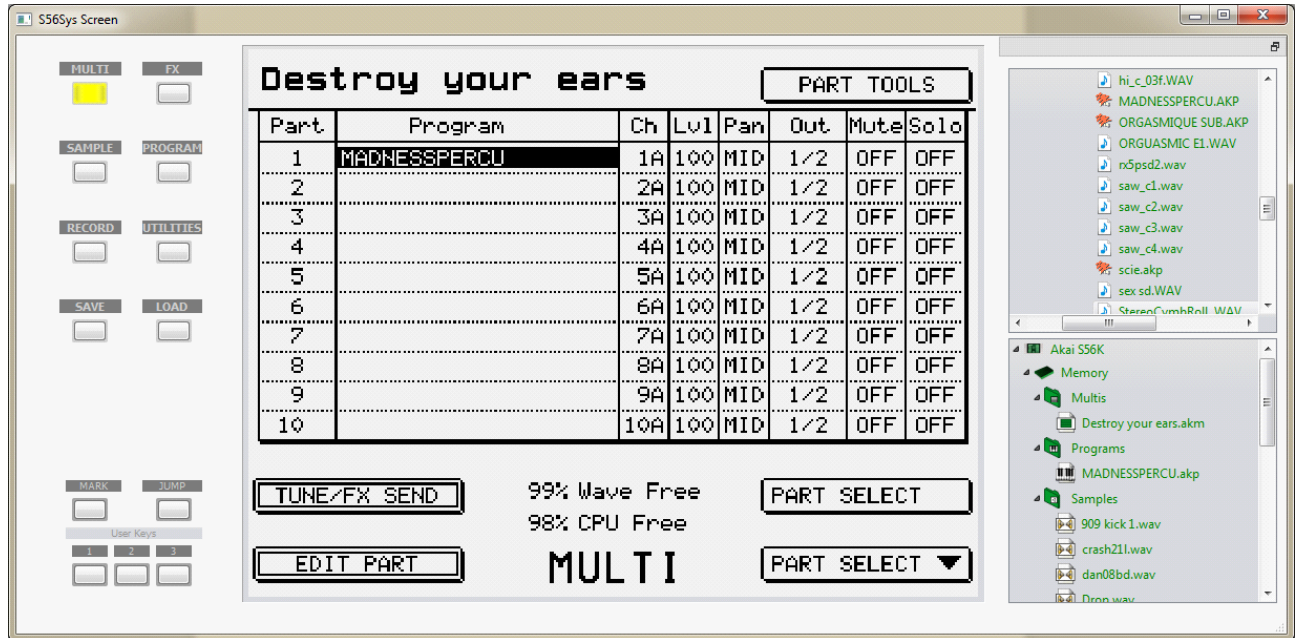 S56Sys Screen
MULTI FX
SAMPLE PROGRAM
RECORD UTILITIES
SAVE LOAD
MARK JUMP
User Keys
1 2 3
Destroy your ears
PART TOOLS
Part Program Ch Lvl Pan Out Mute Solo
1 MADNESSPERCU 1A 100 MID 1/2 OFF OFF
2 2A 100 MID 1/2 OFF OFF
3 3A 100 MID 1/2 OFF OFF
4 4A 100 MID 1/2 OFF OFF
5 5A 100 MID 1/2 OFF OFF
6 6A 100 MID 1/2 OFF OFF
7 7A 100 MID 1/2 OFF OFF
8 8A 100 MID 1/2 OFF OFF
9 9A 100 MID 1/2 OFF OFF
10 10A 100 MID 1/2 OFF OFF
TUNE/FX SEND
99% Wave Free
98% CPU Free
PART SELECT
EDIT PART
MULTI
PART SELECT ▼
hi_c_03f.WAV
MADNESSPERCU.AKP
ORGASMIQUE SUB.AKP
ORGUASMIC E1.WAV
rx5psd2.wav
saw_c1.wav
saw_c2.wav
saw_c3.wav
saw_c4.wav
scie.akp
sex sd.WAV
StereoCymbRoll WAV
Akai S56K
Memory
Multis
Destroy your ears.akm
Programs
MADNESSPERCU.akp
Samples
909 kick 1.wav
crash21l.wav
dan08bd.wav
Drop.wav